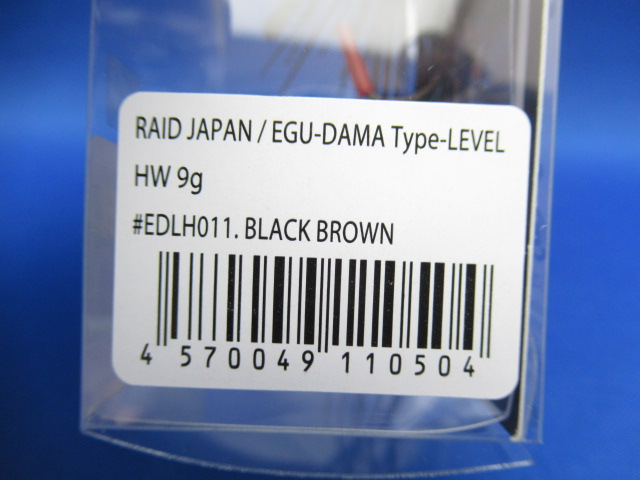 RAID JAPAN / EGU-DAMA Type-LEVEL
HW 9g
#EDLH011. BLACK BROWN
4 570049 110504